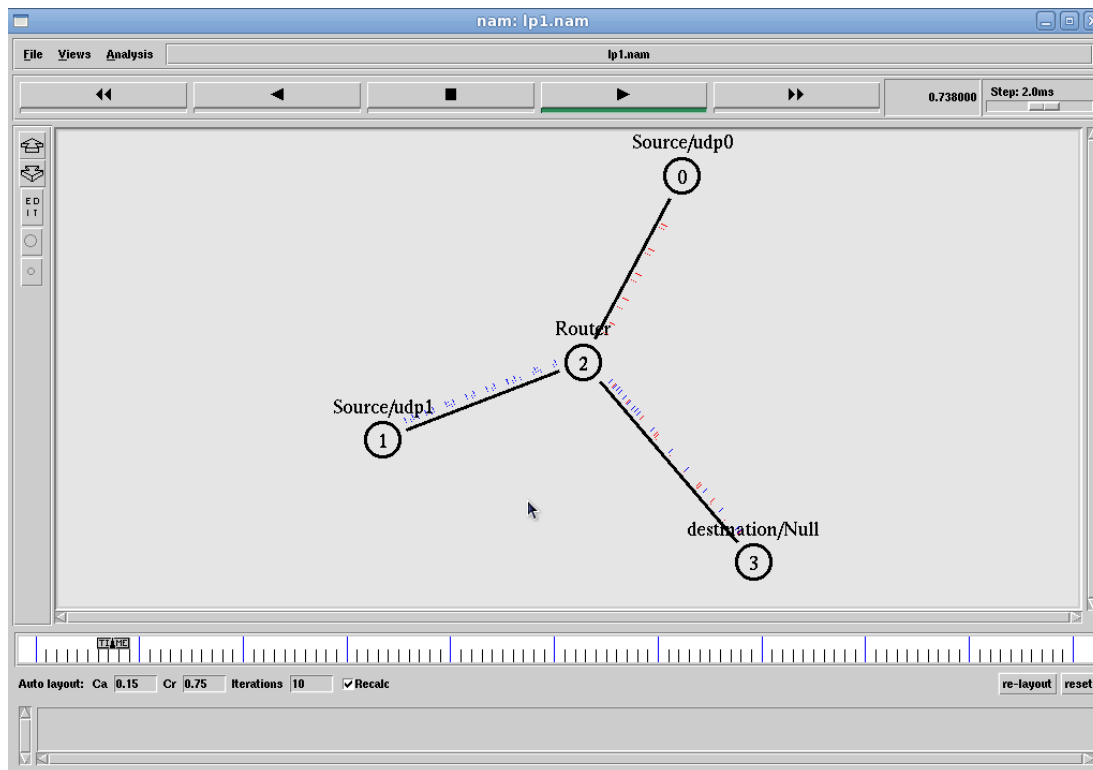 nam: lp1.nam
File Views Analysis lp1.nam
0.738000 Step: 2.0ms
ED
IT
Source/udp0
0
Router
2
Source/udp1
1
destination/Null
3
TIME
Auto layout: Ca 0.15 Cr 0.75 Iterations 10 Recalc re-layout reset